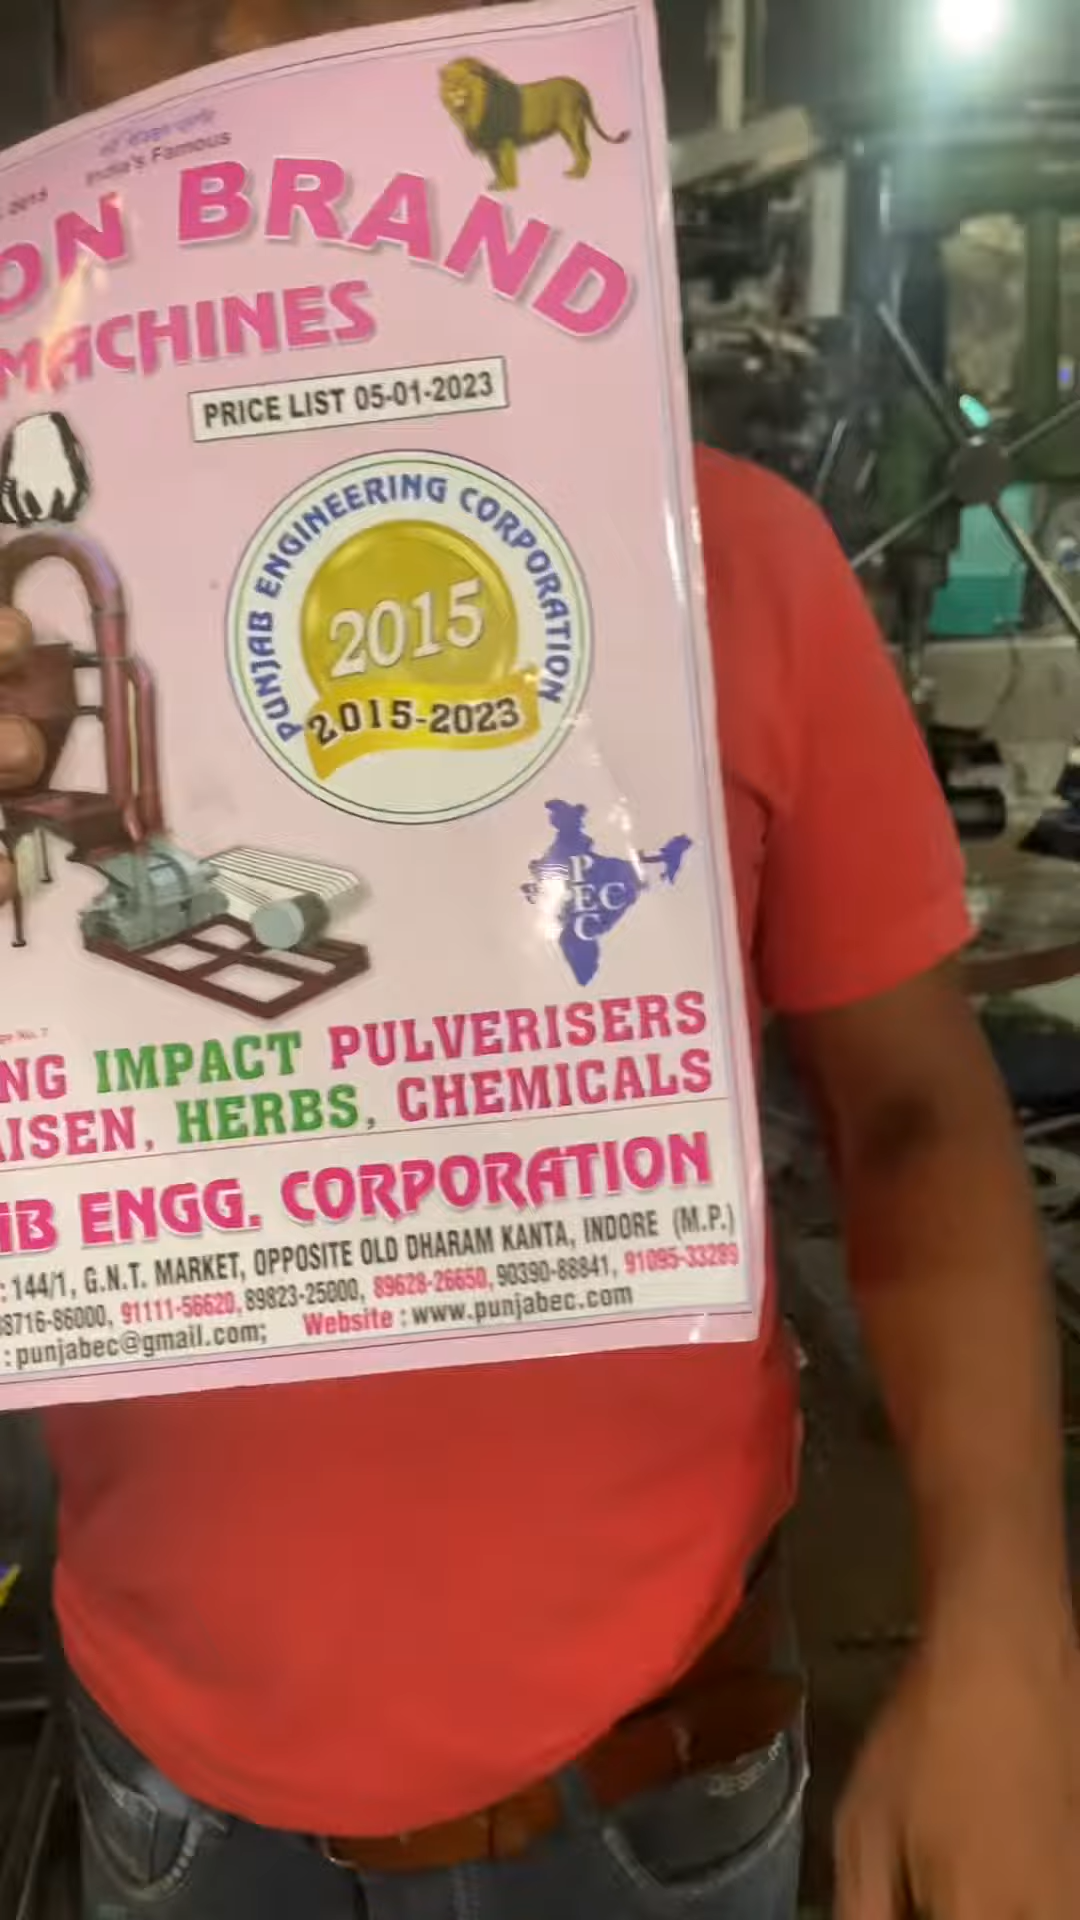 India's Famous
ON BRAND
MACHINES
PRICE LIST 05-01-2023
PUNJAB ENGINEERING CORPORATION
2015
2015-2023
PEC
C
NG IMPACT PULVERISERS
AISEN, HERBS, CHEMICALS
IB ENGG. CORPORATION
: 144/1, G.N.T. MARKET, OPPOSITE OLD DHARAM KANTA, INDORE (M.P.)
98716-86000, 91111-56620, 89823-25000, 89628-26650, 90390-88841, 91095-33289
: punjabec@gmail.com; Website : www.punjabec.com